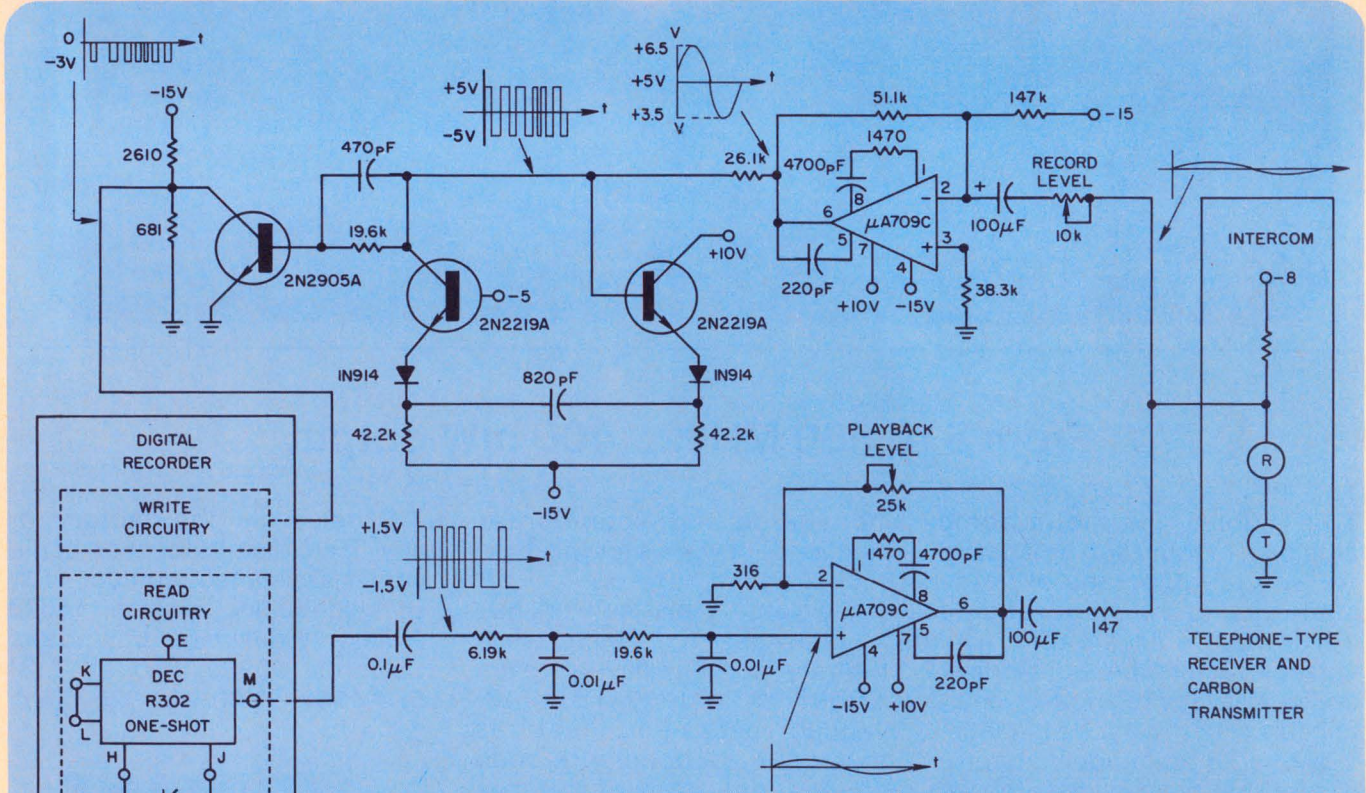 0
-3V
t
-15V
2610
681
470pF
19.6k
2N2905A
+5V
-5V
t
V
+6.5
+5V
+3.5
V
t
26.1k
51.1k
147k
-15
1470
4700pF
8
1
2
-
6
μA709C
+
3
5
7
4
220pF
+10V
-15V
38.3k
+
100μF
RECORD
LEVEL
10k
INTERCOM
-8
R
T
TELEPHONE-TYPE
RECEIVER AND
CARBON
TRANSMITTER
-5
2N2219A
+10V
2N2219A
IN914
820pF
IN914
42.2k
42.2k
-15V
DIGITAL
RECORDER
WRITE
CIRCUITRY
READ
CIRCUITRY
E
K
L
DEC
R302
ONE-SHOT
M
H
J
+1.5V
-1.5V
t
0.1μF
6.19k
0.01μF
19.6k
0.01μF
PLAYBACK
LEVEL
25k
316
1470
4700pF
2
-
1
8
μA709C
6
+
4
7
5
-15V
+10V
220pF
100μF
147
t